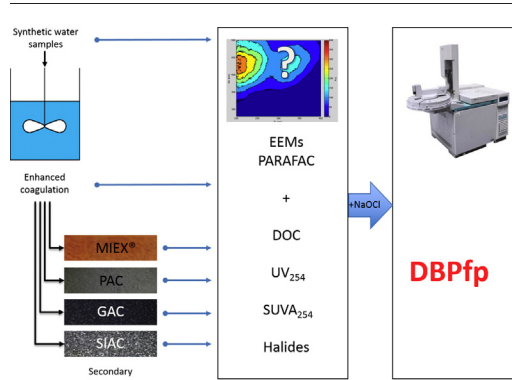 Synthetic water
samples
?
EEMs
PARAFAC
+
Enhanced
coagulation
+NaOCl
MIEX®
DOC
PAC
UV254
DBPfp
GAC
SUVA254
SIAC
Halides
Secondary